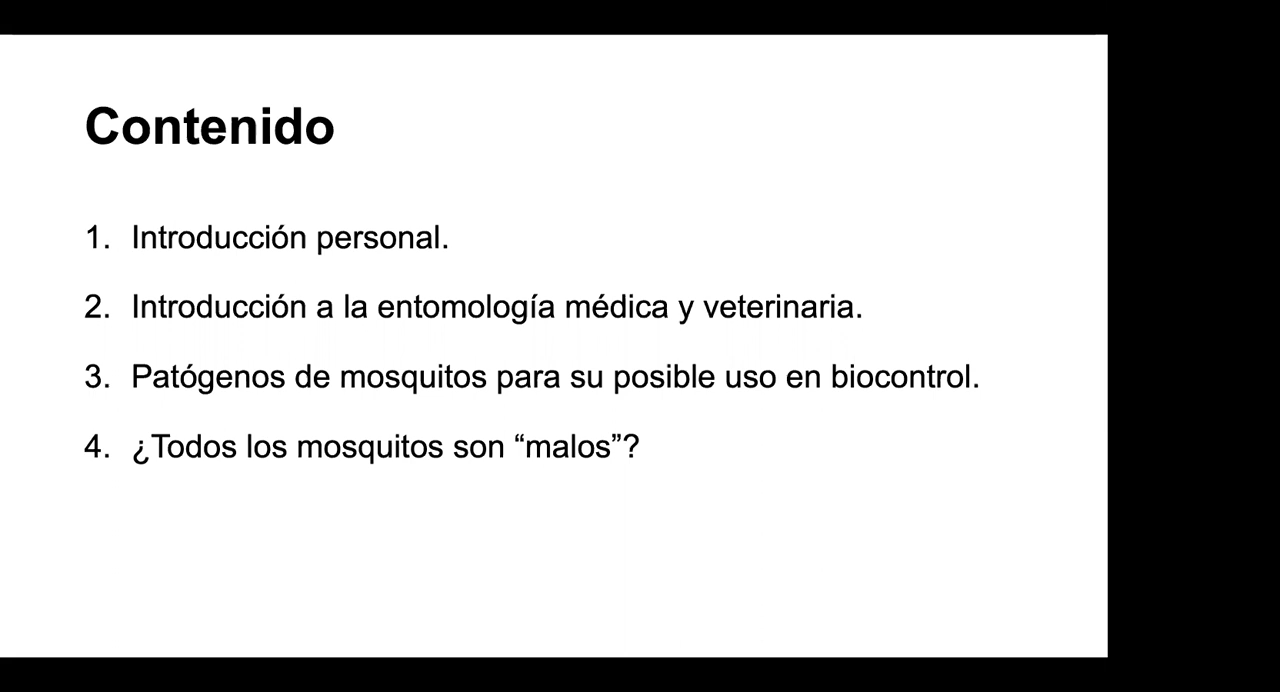 Contenido
1. Introducción personal.
2. Introducción a la entomología médica y veterinaria.
3. Patógenos de mosquitos para su posible uso en biocontrol.
4. ¿Todos los mosquitos son “malos”?